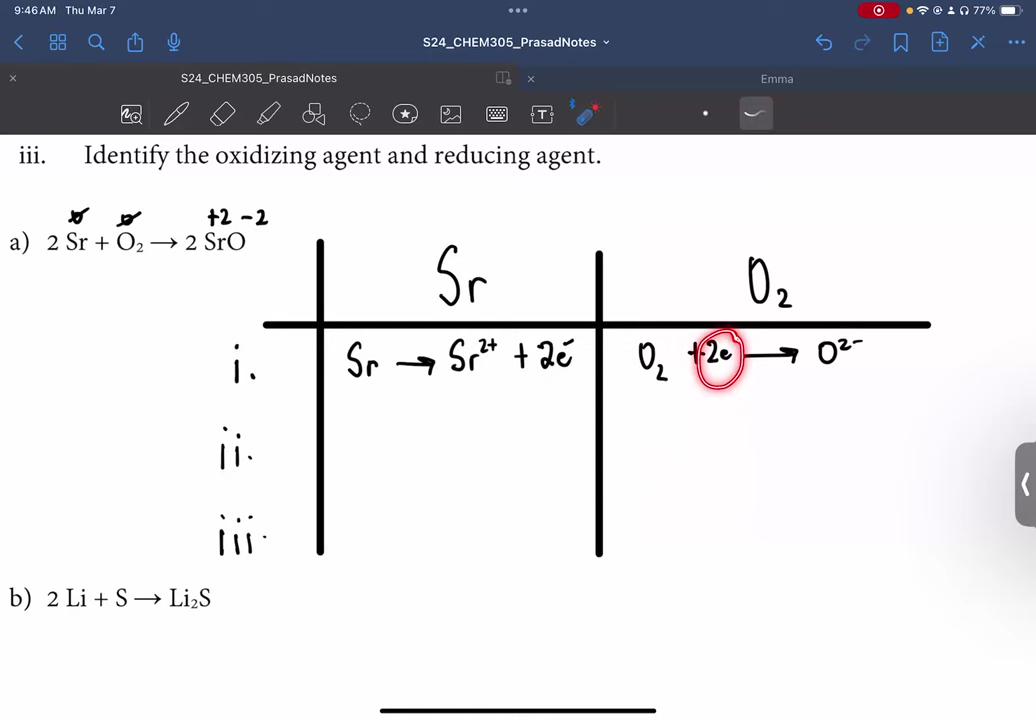 9:46 AM Thu Mar 7
77%
S24_CHEM305_PrasadNotes
S24_CHEM305_PrasadNotes
Emma
iii. Identify the oxidizing agent and reducing agent.
0 0 +2 -2
a) 2 Sr + O₂ → 2 SrO
Sr O₂
i. Sr → Sr²⁺ + 2e⁻ O₂ +2e → O²⁻
ii.
iii.
b) 2 Li + S → Li₂S